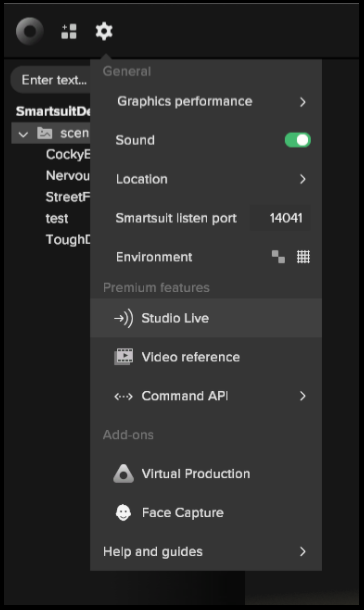 Enter text...
SmartsuitDe
scen
CockyE
Nervou
StreetF
test
ToughD
General
Graphics performance
Sound
Location
Smartsuit listen port 14041
Environment
Premium features
Studio Live
Video reference
Command API
Add-ons
Virtual Production
Face Capture
Help and guides